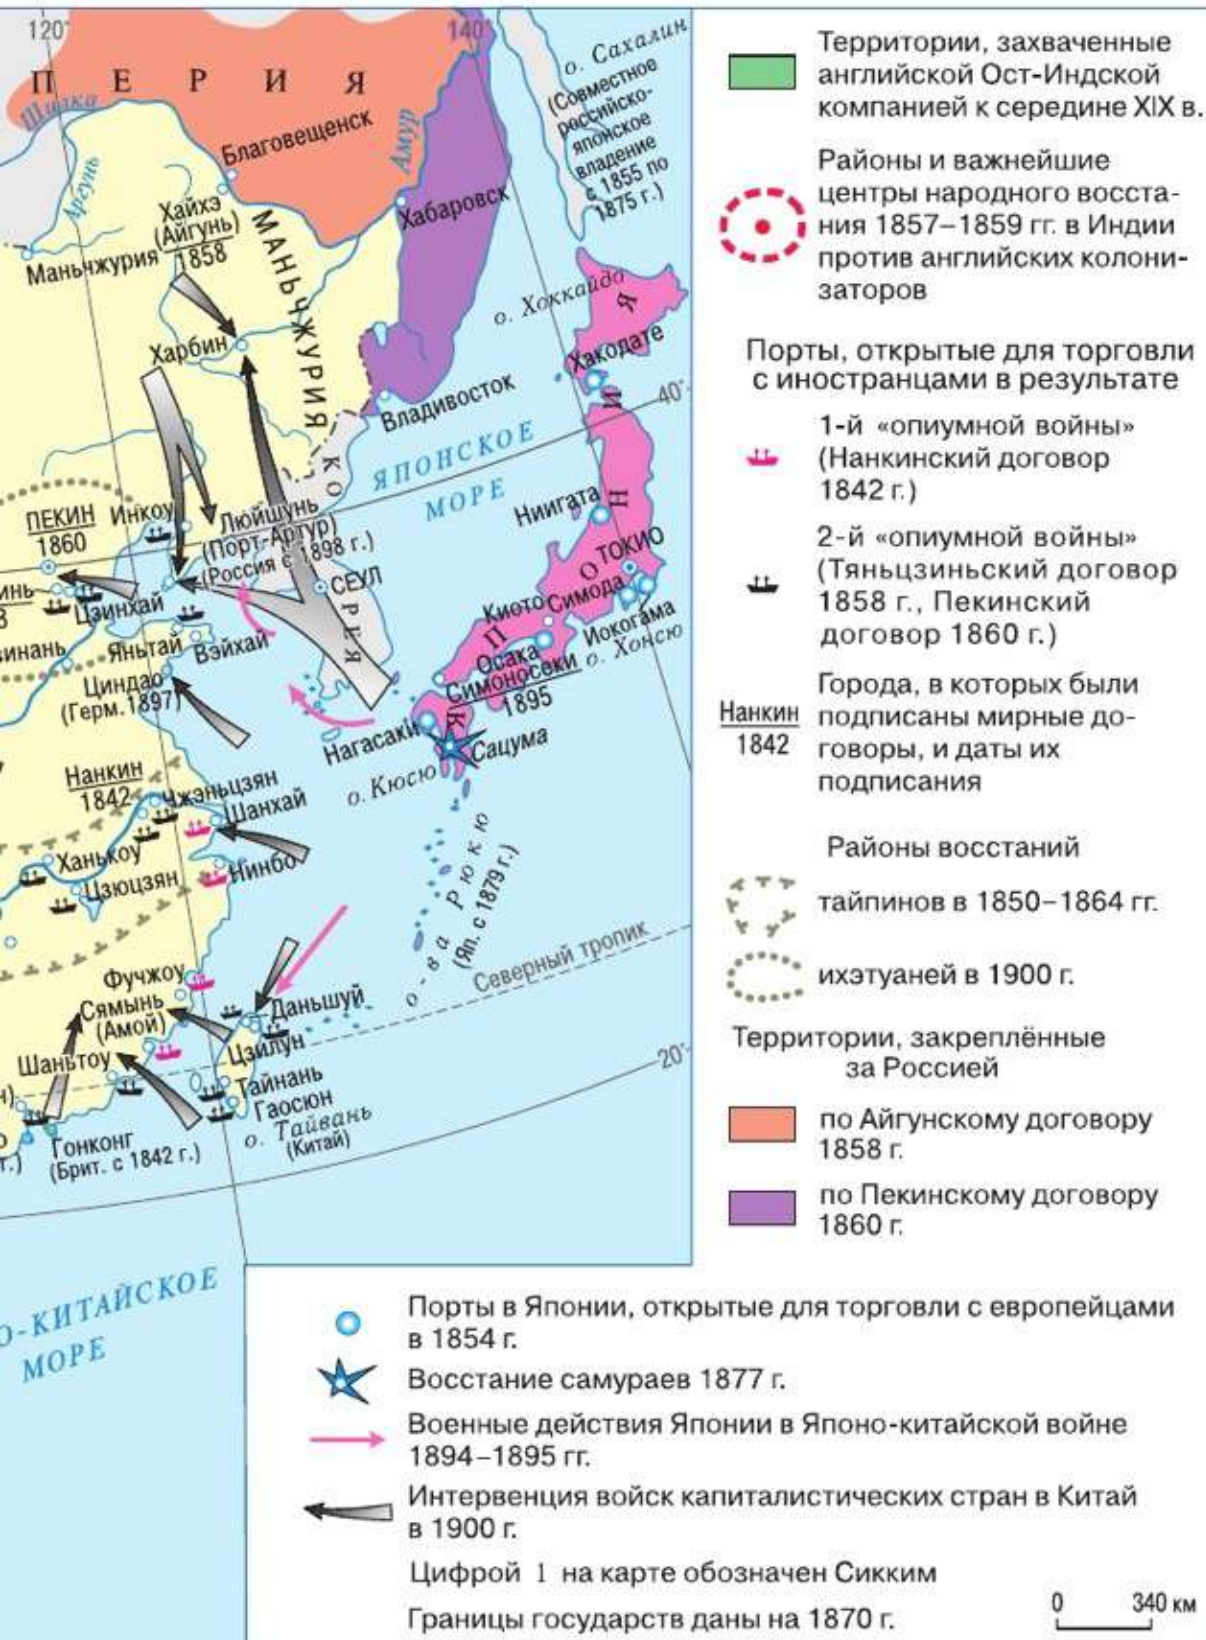 120°
140°
ПЕРИЯ
Шилка
Аргунь
Амур
Благовещенск
Хайхэ
(Айгунь)
1858
Маньчжурия
МАНЬЧЖУРИЯ
Хабаровск
о. Сахалин
(Совместное
российско-
японское
владение
с 1855 по
1875 г.)
о. Хоккайдо
Харбин
Хакодате
Владивосток
40°
ЯПОНСКОЕ
МОРЕ
КОРЕЯ
ЯПОНИЯ
ПЕКИН
1860
Инкоу
Люйшунь
(Порт-Артур)
(Россия с 1898 г.)
Ниигата
ТОКИО
СЕУЛ
Цзинхай
Киото
Симода
Иокогама
о. Хонсю
Яньтай
Вэйхай
Осака
Симоносеки
1895
Циндао
(Герм.1897)
Нагасаки
Сацума
о. Кюсю
Нанкин
1842
Чжэньцзян
Шанхай
Ханькоу
Цзюцзян
Нинбо
о-ва Рюкю
(Яп. с 1879 г.)
Северный тропик
Фучжоу
Сямынь
(Амой)
Даньшуй
Цзилун
Шаньтоу
20°
Тайнань
Гаосюн
о. Тайвань
(Китай)
Гонконг
(Брит. с 1842 г.)
О-КИТАЙСКОЕ
МОРЕ
Территории, захваченные
английской Ост-Индской
компанией к середине XIX в.
Районы и важнейшие
центры народного восста-
ния 1857–1859 гг. в Индии
против английских колони-
заторов
Порты, открытые для торговли
с иностранцами в результате
1-й «опиумной войны»
(Нанкинский договор
1842 г.)
2-й «опиумной войны»
(Тяньцзиньский договор
1858 г., Пекинский
договор 1860 г.)
Нанкин
1842
Города, в которых были
подписаны мирные до-
говоры, и даты их
подписания
Районы восстаний
тайпинов в 1850–1864 гг.
ихэтуаней в 1900 г.
Территории, закреплённые
за Россией
по Айгунскому договору
1858 г.
по Пекинскому договору
1860 г.
Порты в Японии, открытые для торговли с европейцами
в 1854 г.
Восстание самураев 1877 г.
Военные действия Японии в Японо-китайской войне
1894–1895 гг.
Интервенция войск капиталистических стран в Китай
в 1900 г.
Цифрой 1 на карте обозначен Сикким
Границы государств даны на 1870 г.
0 340 км